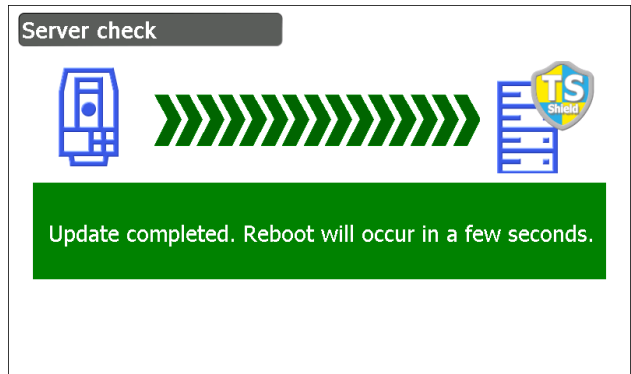 Server check
TS
Shield
Update completed. Reboot will occur in a few seconds.